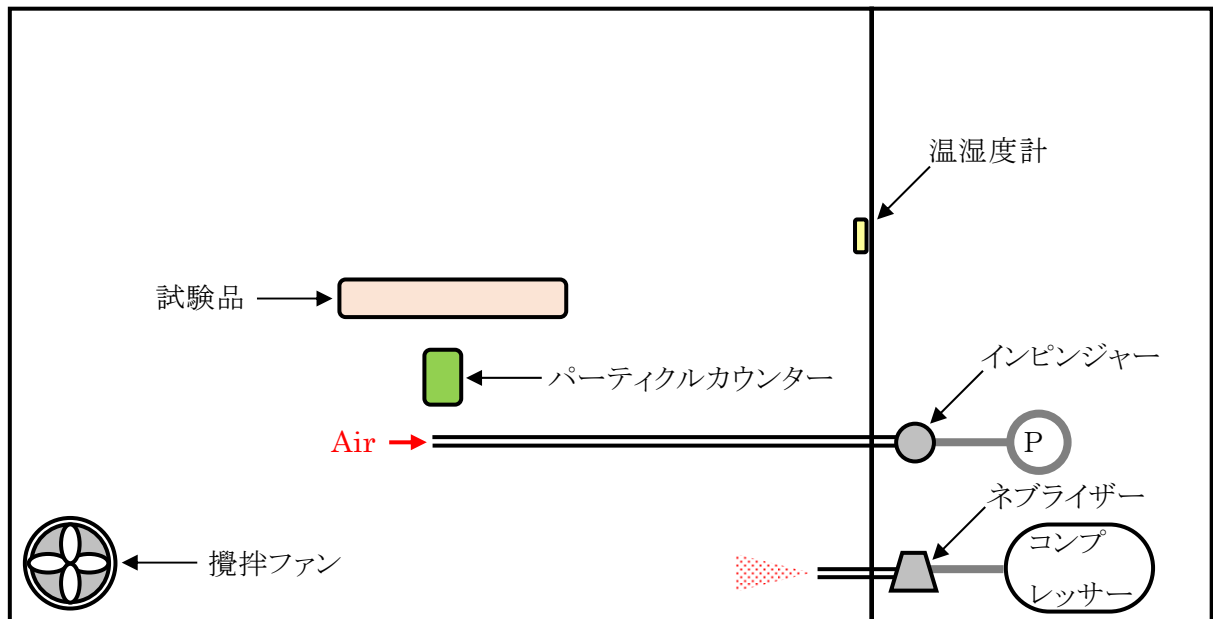 温湿度計
試験品
インピンジャー
パーティクルカウンター
Air
P
ネブライザー
攪拌ファン
コンプ
レッサー